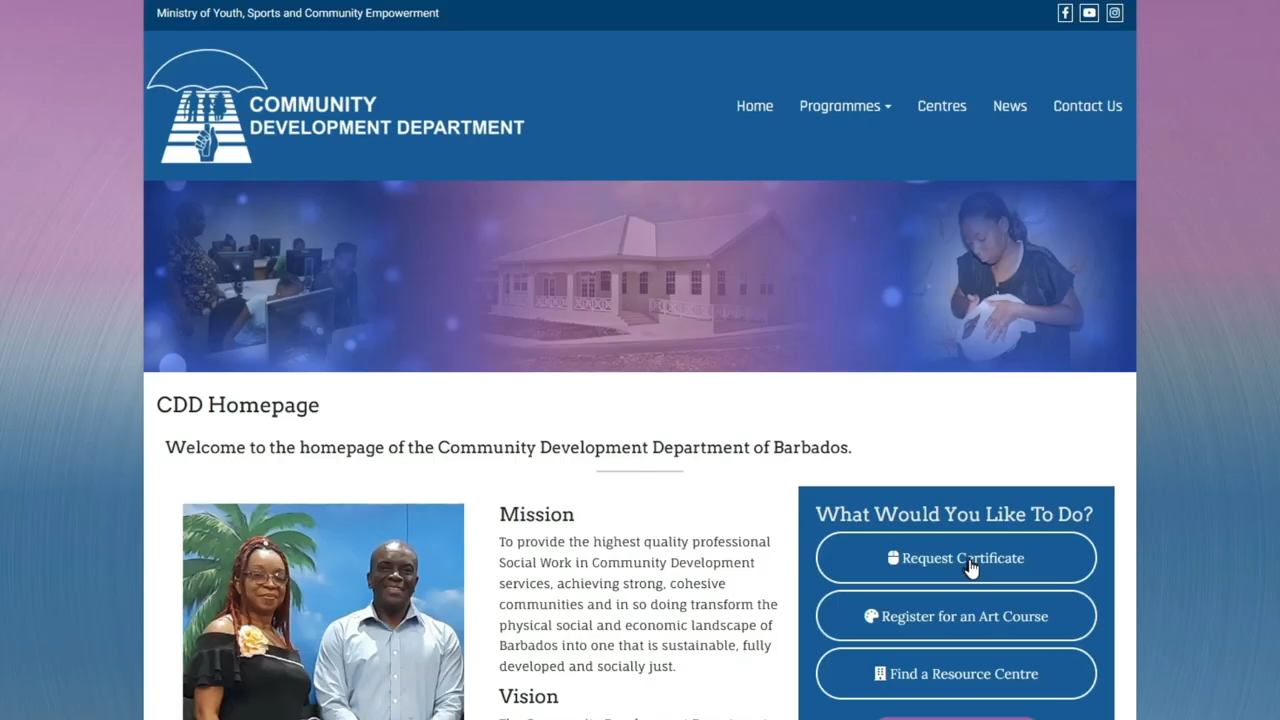 Ministry of Youth, Sports and Community Empowerment
COMMUNITY
DEVELOPMENT DEPARTMENT
Home
Programmes
Centres
News
Contact Us
CDD Homepage
Welcome to the homepage of the Community Development Department of Barbados.
Mission
To provide the highest quality professional
Social Work in Community Development
services, achieving strong, cohesive
communities and in so doing transform the
physical social and economic landscape of
Barbados into one that is sustainable, fully
developed and socially just.
Vision
What Would You Like To Do?
Request Certificate
Register for an Art Course
Find a Resource Centre